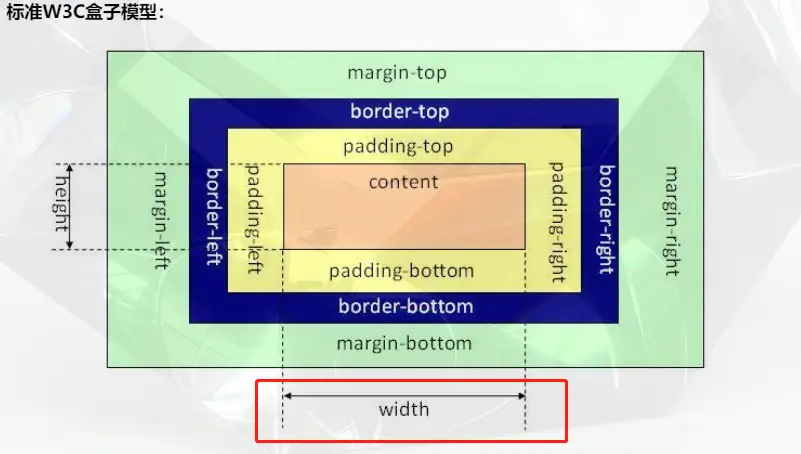 标准W3C盒子模型：
margin-top
border-top
padding-top
content
height
margin-left
border-left
padding-left
padding-right
border-right
margin-right
padding-bottom
border-bottom
margin-bottom
width